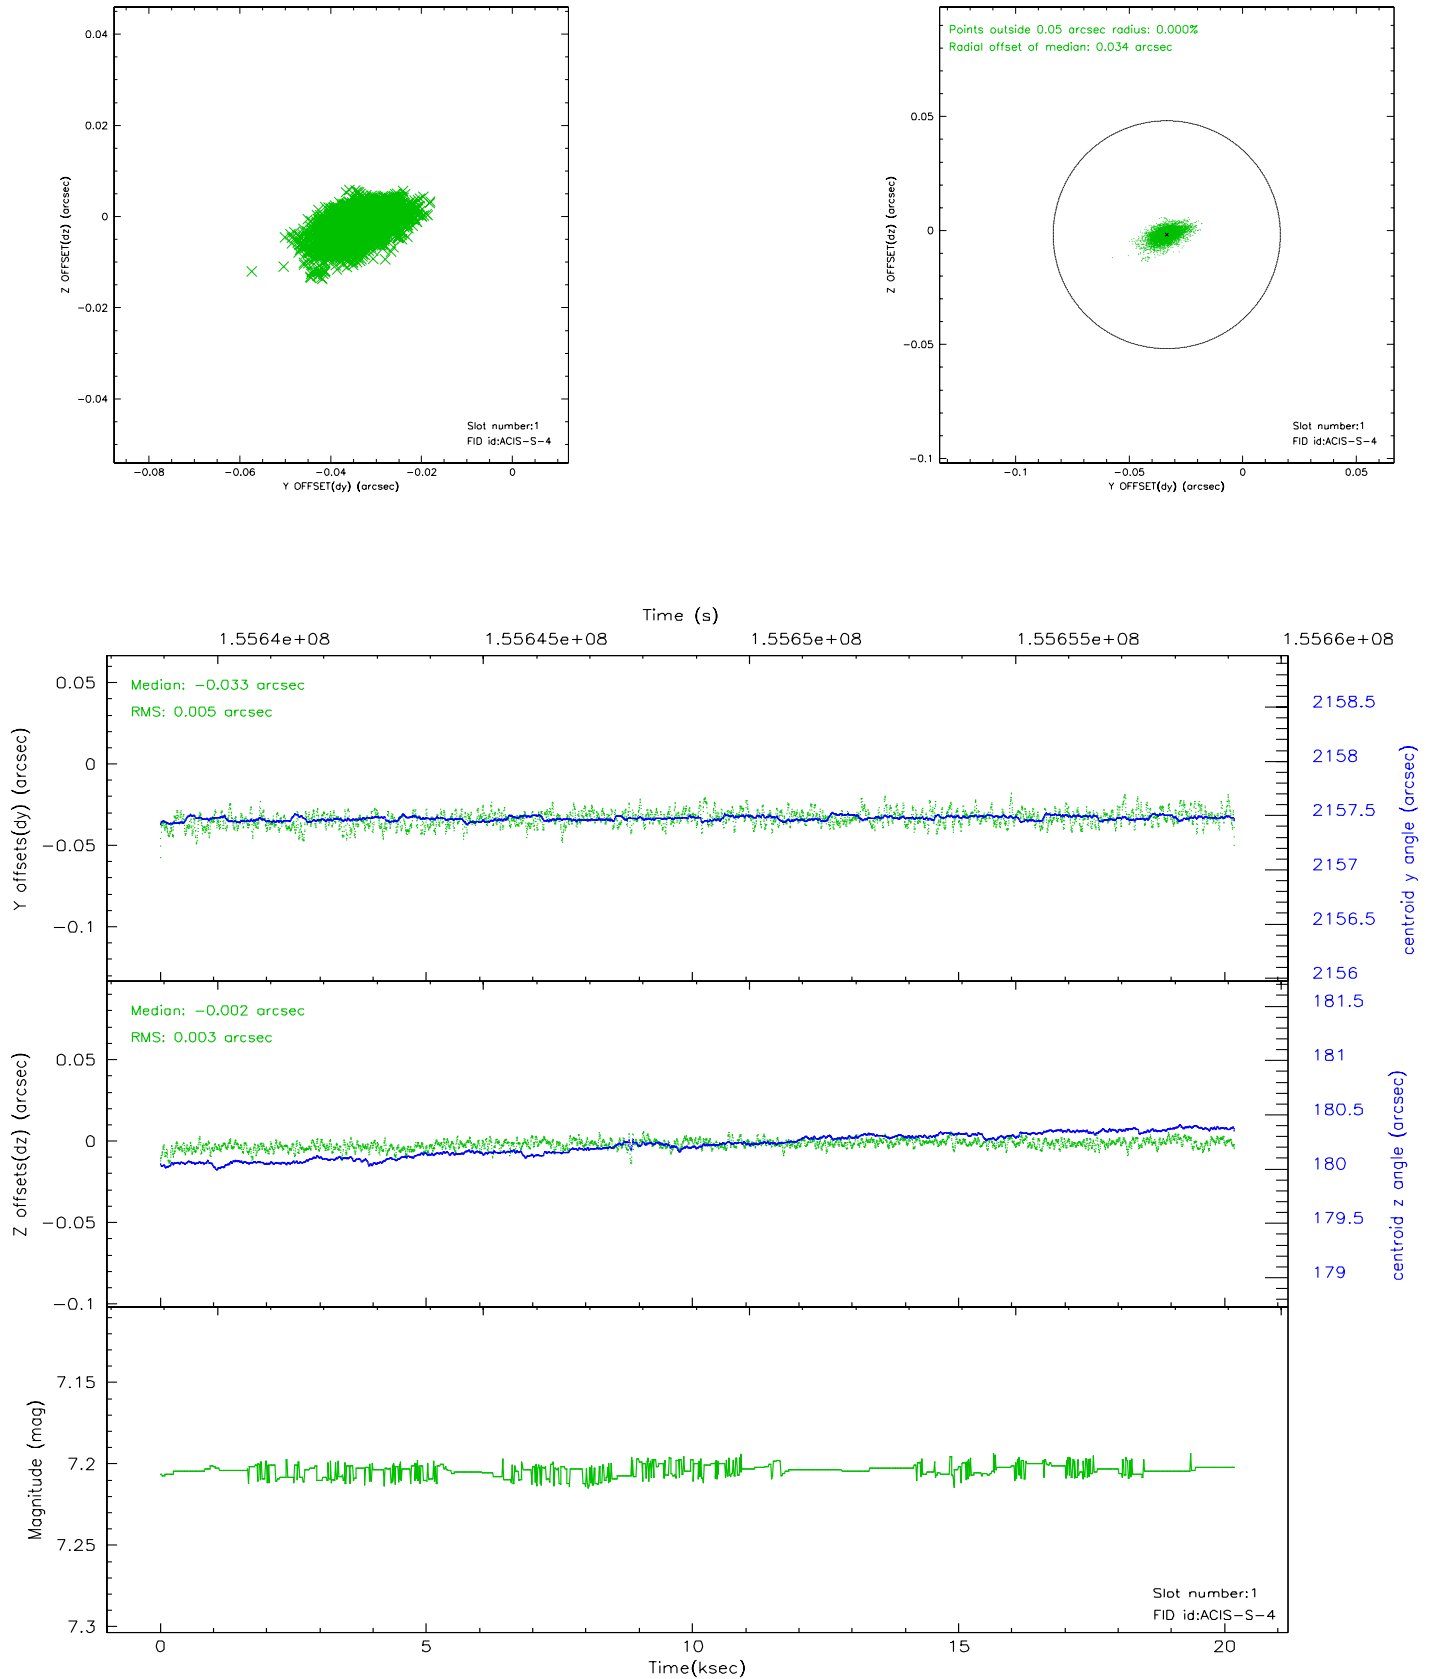 0.04
0.02
0
−0.02
−0.04
Z OFFSET(dz) (arcsec)
Slot number:1
FID id:ACIS−S−4
−0.08
−0.06
−0.04
−0.02
0
Y OFFSET(dy) (arcsec)
Points outside 0.05 arcsec radius: 0.000%
Radial offset of median: 0.034 arcsec
0.05
0
−0.05
−0.1
Z OFFSET(dz) (arcsec)
Slot number:1
FID id:ACIS−S−4
−0.1
−0.05
0
0.05
Y OFFSET(dy) (arcsec)
Time (s)
1.5564e+08
1.55645e+08
1.5565e+08
1.55655e+08
1.5566e+08
Median: −0.033 arcsec
RMS: 0.005 arcsec
0.05
0
−0.05
−0.1
Y offsets(dy) (arcsec)
2158.5
2158
2157.5
2157
2156.5
2156
centroid y angle (arcsec)
Median: −0.002 arcsec
RMS: 0.003 arcsec
0.05
0
−0.05
−0.1
Z offsets(dz) (arcsec)
181.5
181
180.5
180
179.5
179
centroid z angle (arcsec)
7.15
7.2
7.25
7.3
Magnitude (mag)
Slot number:1
FID id:ACIS−S−4
0
5
10
15
20
Time(ksec)